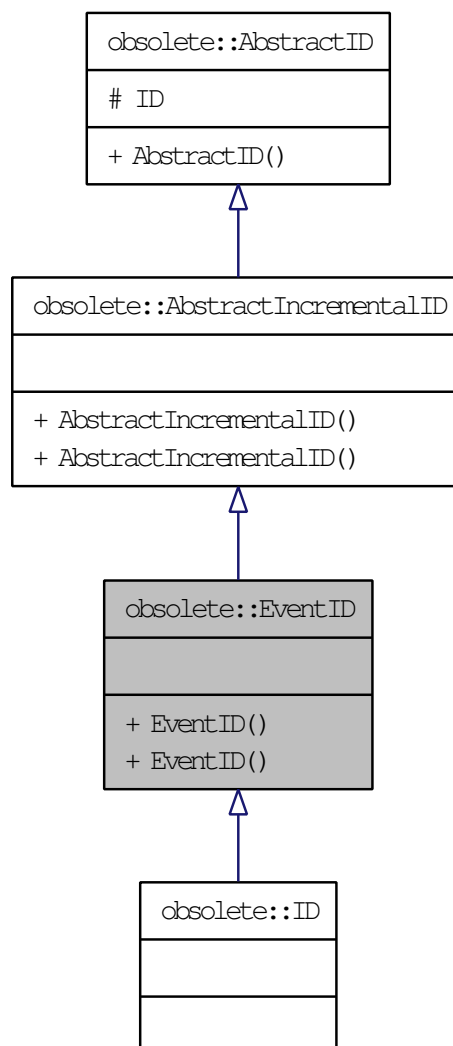 obsolete::AbstractID
# ID
+ AbstractID()
obsolete::AbstractIncrementalID
+ AbstractIncrementalID()
+ AbstractIncrementalID()
obsolete::EventID
+ EventID()
+ EventID()
obsolete::ID